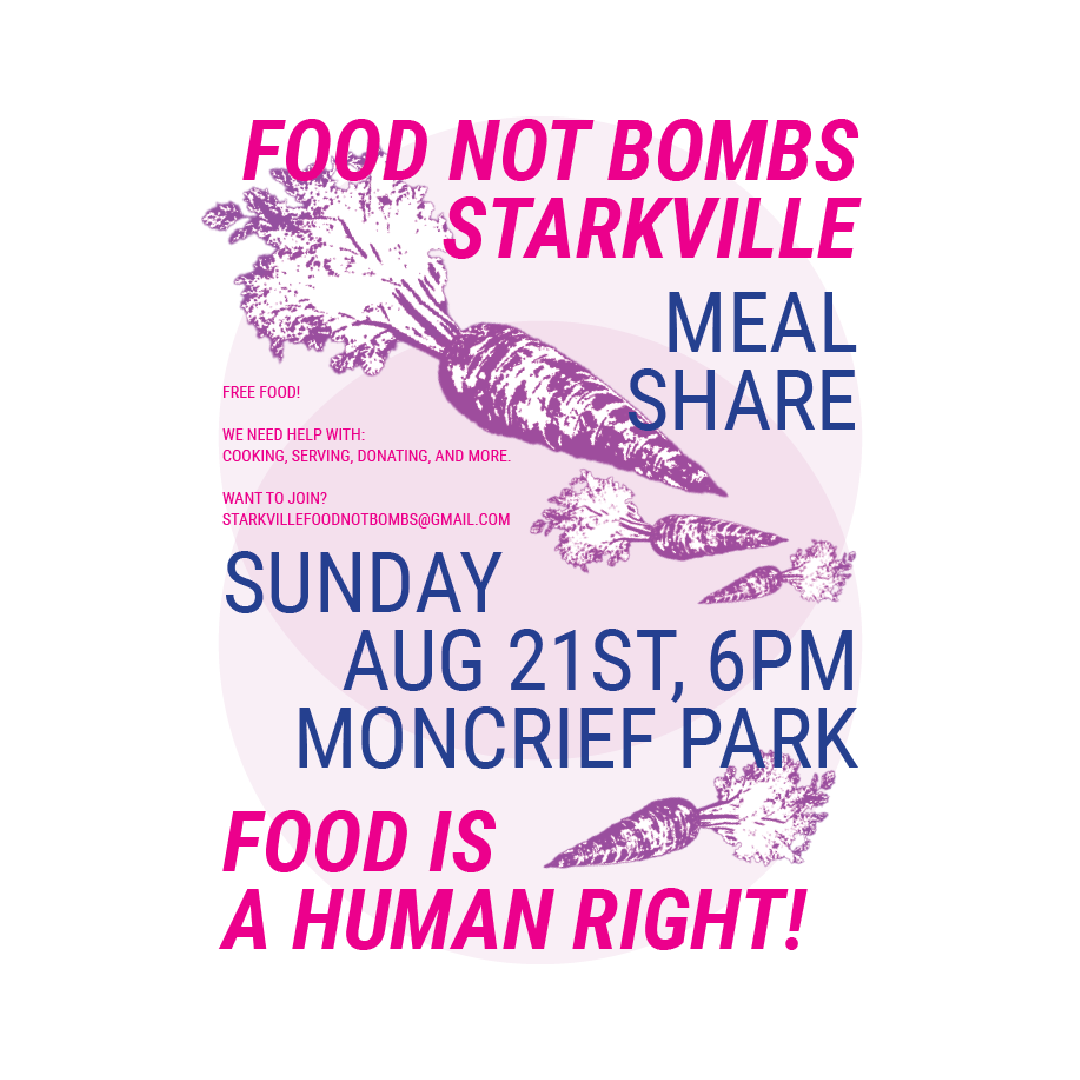 FOOD NOT BOMBS
STARKVILLE
MEAL
SHARE
FREE FOOD!
WE NEED HELP WITH:
COOKING, SERVING, DONATING, AND MORE.
WANT TO JOIN?
STARKVILLEFOODNOTBOMBS@GMAIL.COM
SUNDAY
AUG 21ST, 6PM
MONCRIEF PARK
FOOD IS
A HUMAN RIGHT!